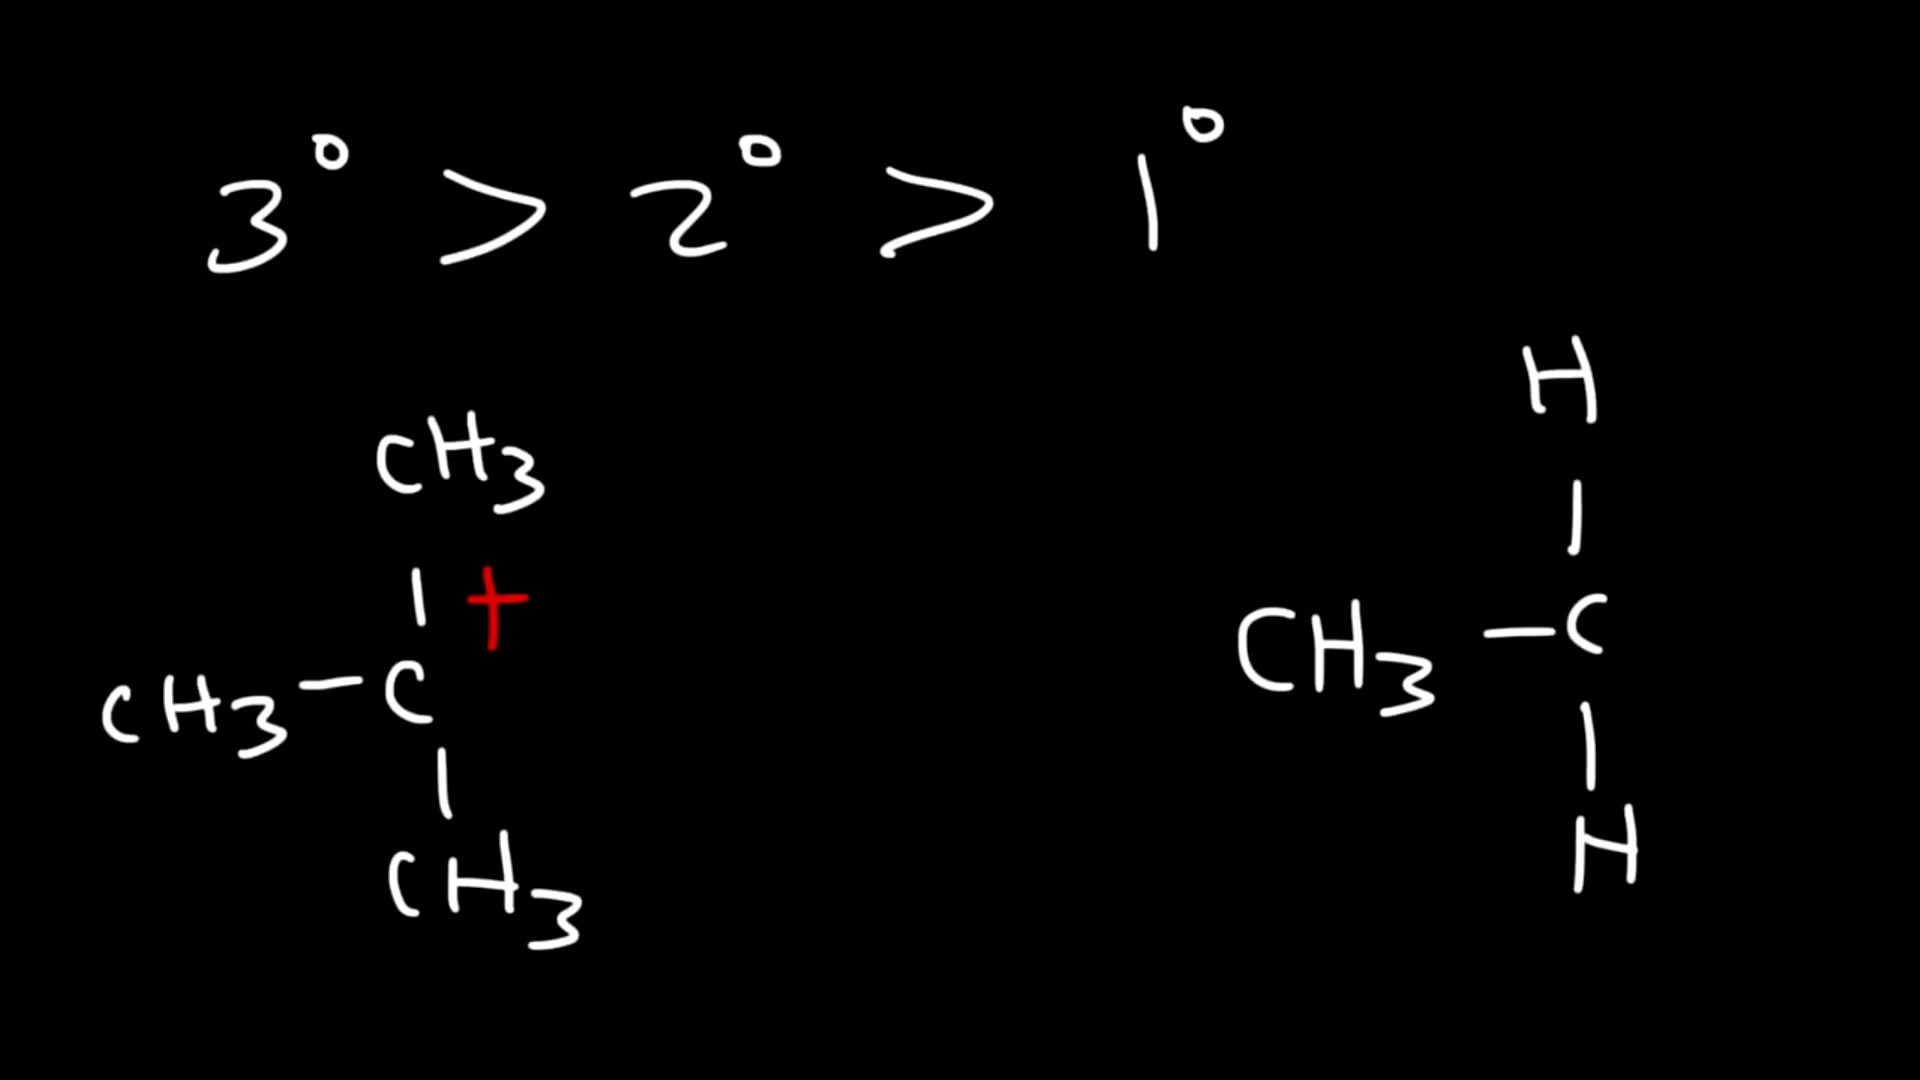 3° > 2° > 1°
H
CH3
+
CH3 – C
CH3 – C
H
CH3